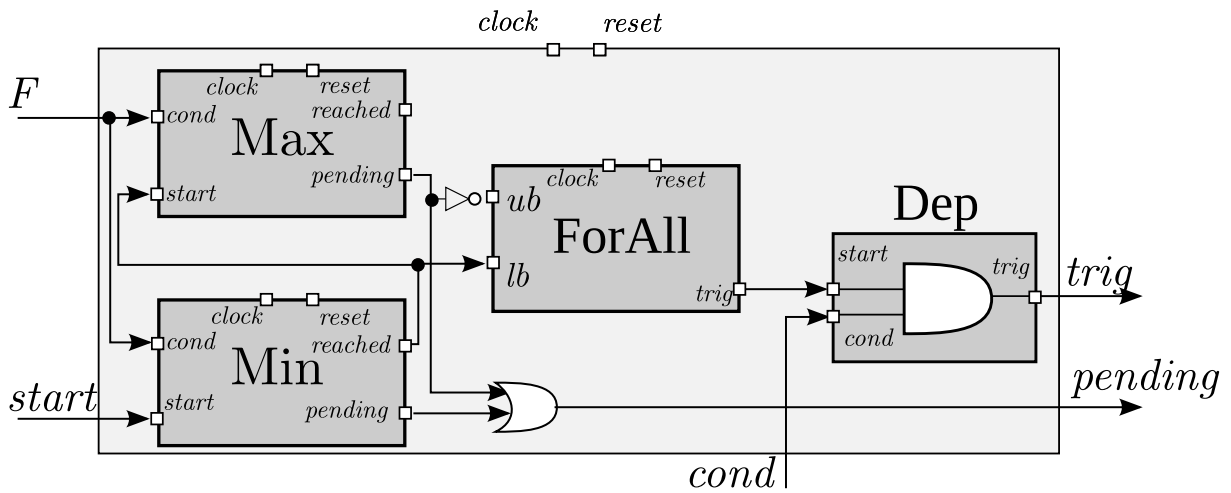 clock reset
F
clock reset
reached
cond
Max
pending
start
clock reset
ub
ForAll
lb
trig
Dep
start
trig
cond
trig
clock reset
cond
reached
Min
start
pending
start
pending
cond